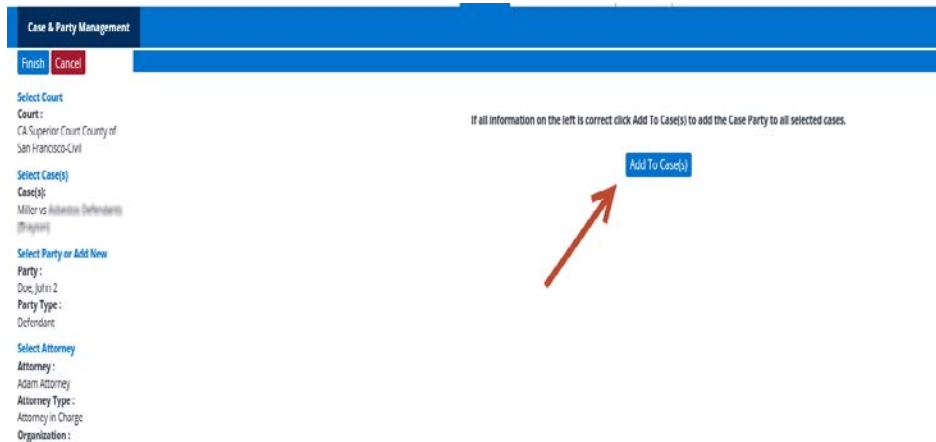 Case & Party Management
Finish Cancel
Select Court
Court :
CA Superior Court County of
San Francisco-Civil
If all information on the left is correct click Add To Case(s) to add the Case Party to all selected cases.
Add To Case(s)
Select Case(s)
Case(s):
Miller vs
Select Party or Add New
Party :
Doe, John 2
Party Type :
Defendant
Select Attorney
Attorney :
Adam Attorney
Attorney Type :
Attorney in Charge
Organization :